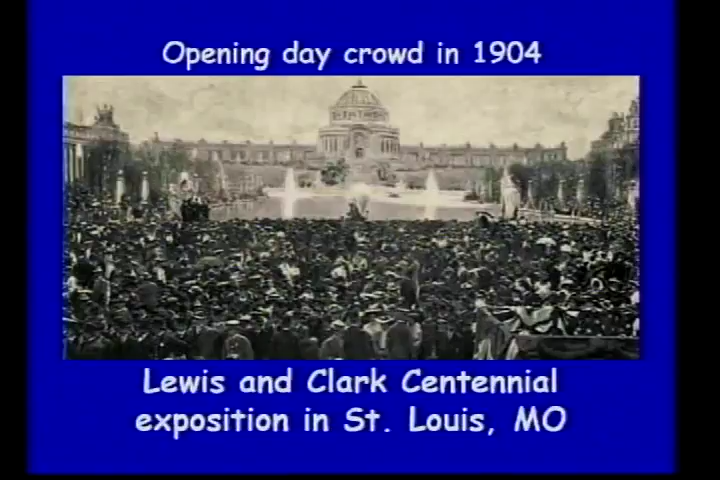 Opening day crowd in 1904
Lewis and Clark Centennial
exposition in St. Louis, MO